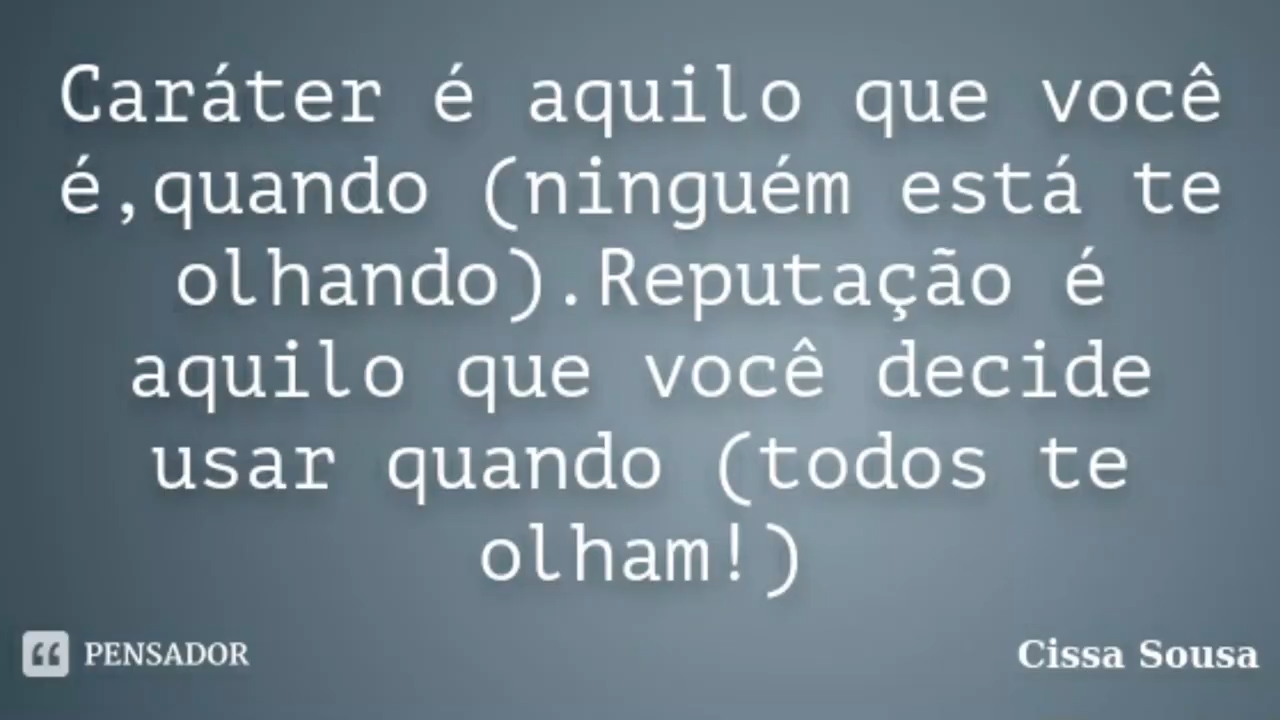 Caráter é aquilo que você
é,quando (ninguém está te
olhando).Reputação é
aquilo que você decide
usar quando (todos te
olham!)
PENSADOR
Cissa Sousa